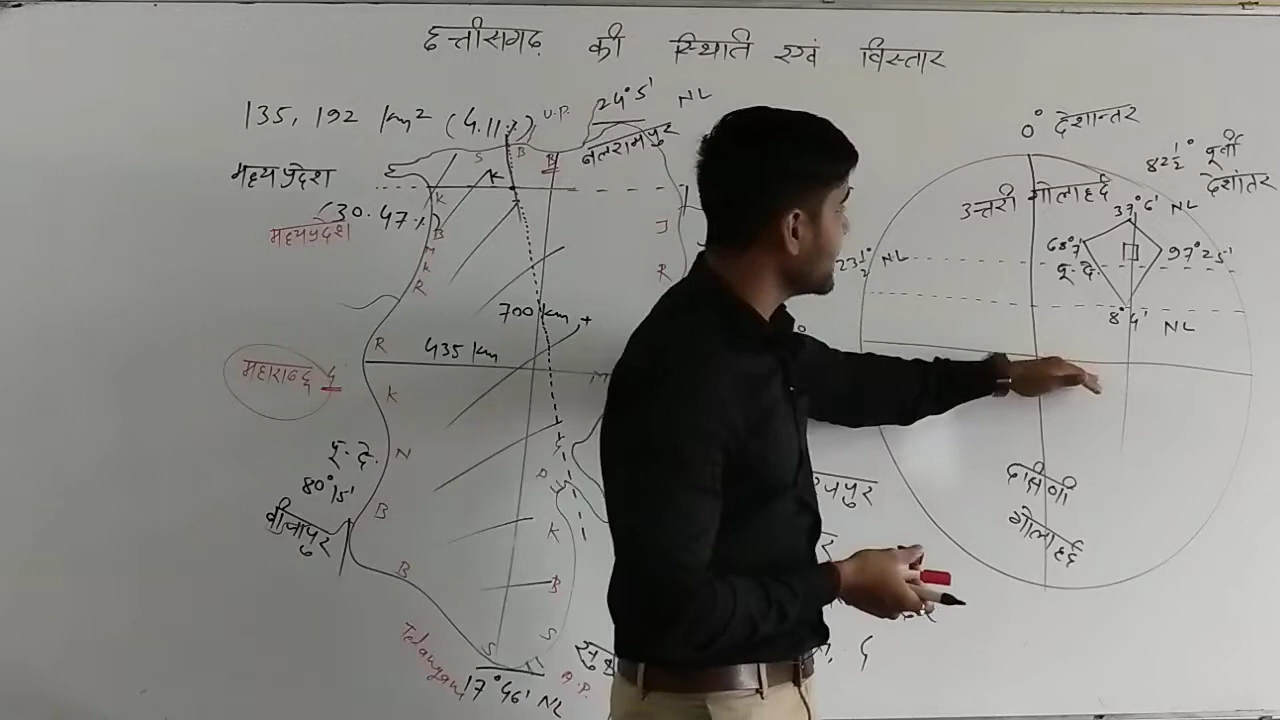 छत्तीसगढ़ की स्थिति एवं विस्तार
135, 192 km² (4.11%)
U.P.
24°5' NL
बलरामपुर
मध्यप्रदेश
(30.47%)
मध्यप्रदेश
S
B
B
K
K
B
M
K
R
J
R
700 km
435 km
R
महाराष्ट्र
K
N
B
B
पू. दे.
80°15'
बीजापुर
K
B
S
S
Telangana
17°46' NL
A.P.
0° देशान्तर
82½° पूर्वी देशांतर
उत्तरी गोलार्द्ध
37°6' NL
68°7' पू. दे.
97°25'
23½° NL
8°4' NL
दक्षिणी
गोलार्द्ध